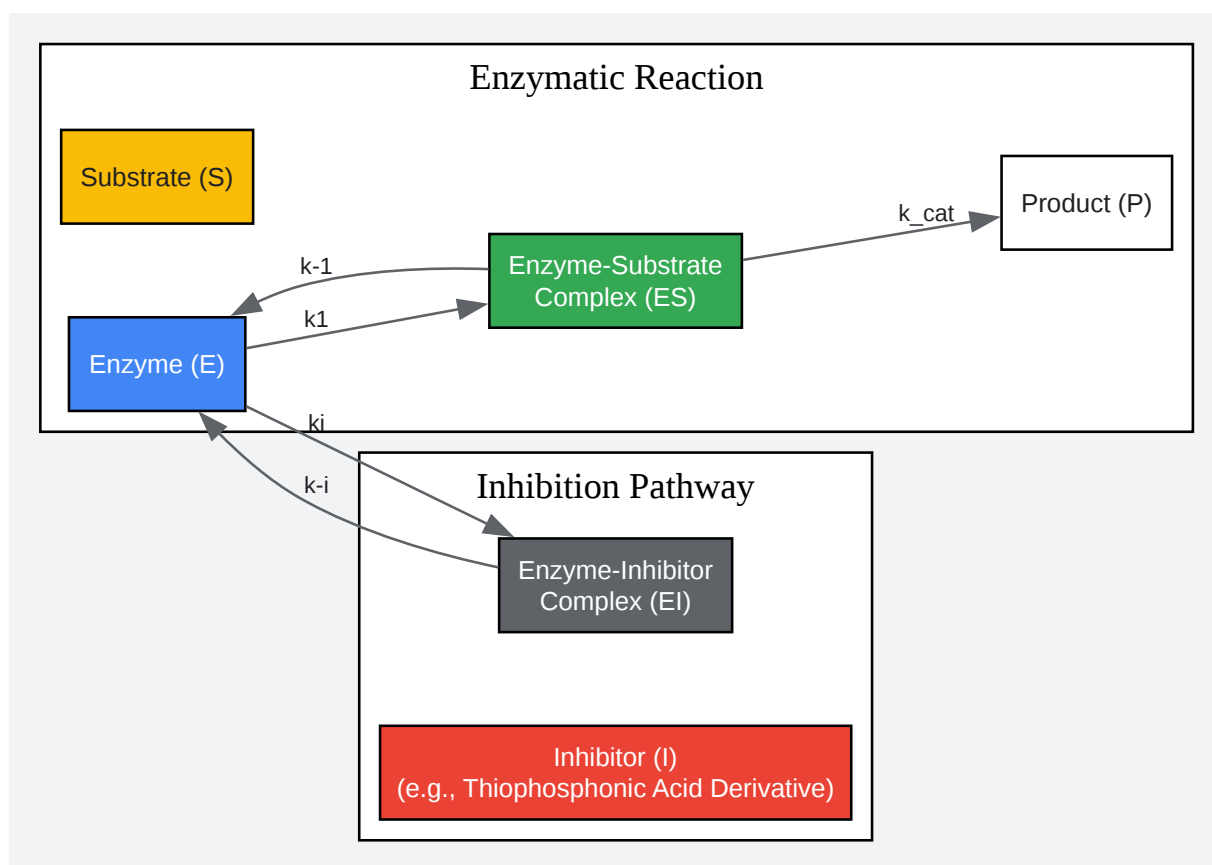 Enzymatic Reaction
Substrate (S)
Product (P)
k_cat
Enzyme-Substrate
Complex (ES)
k-1
k1
Enzyme (E)
ki
k-i
Inhibition Pathway
Enzyme-Inhibitor
Complex (EI)
Inhibitor (I)
(e.g., Thiophosphonic Acid Derivative)